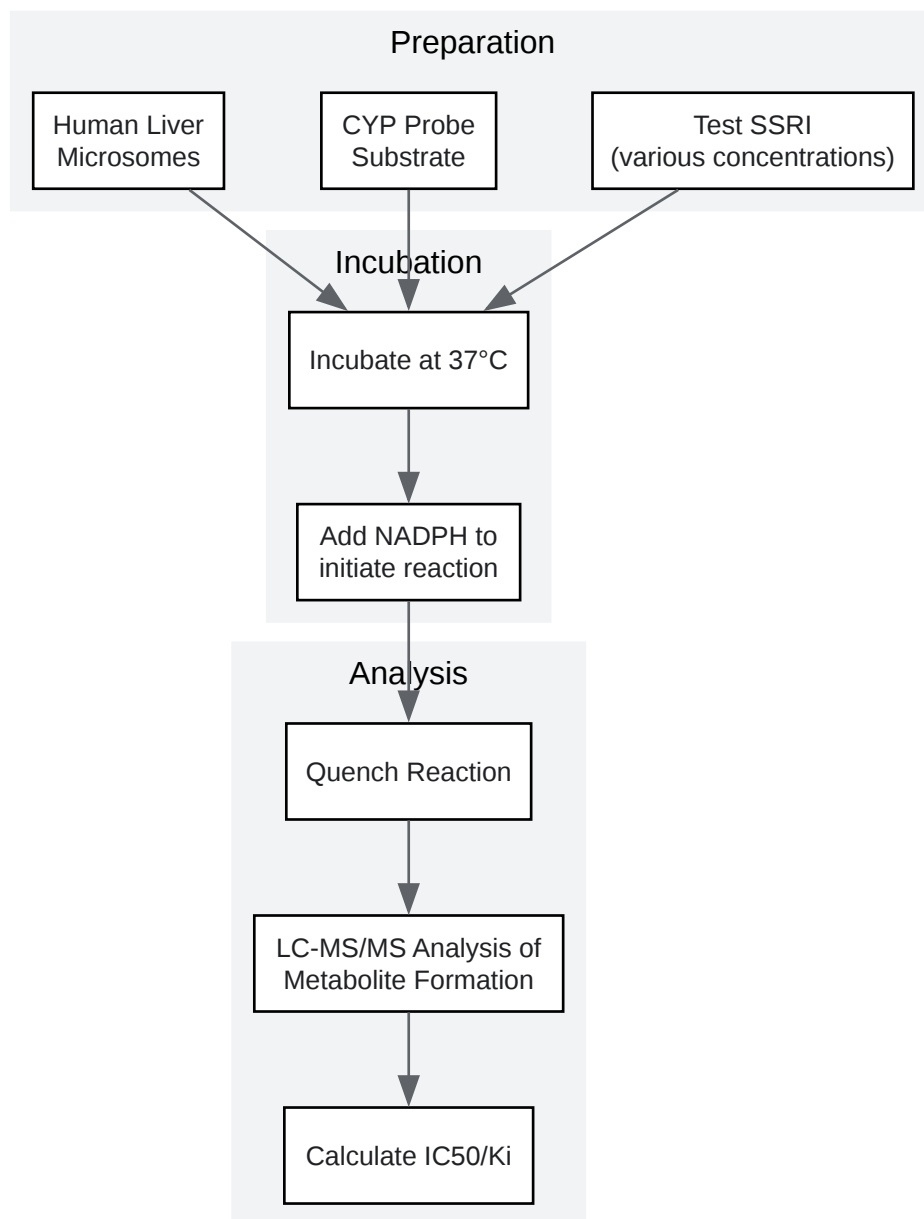 Preparation
Human Liver
Microsomes
CYP Probe
Substrate
Test SSRI
(various concentrations)
Incubation
Incubate at 37°C
Add NADPH to
initiate reaction
Analysis
Quench Reaction
LC-MS/MS Analysis of
Metabolite Formation
Calculate IC50/Ki